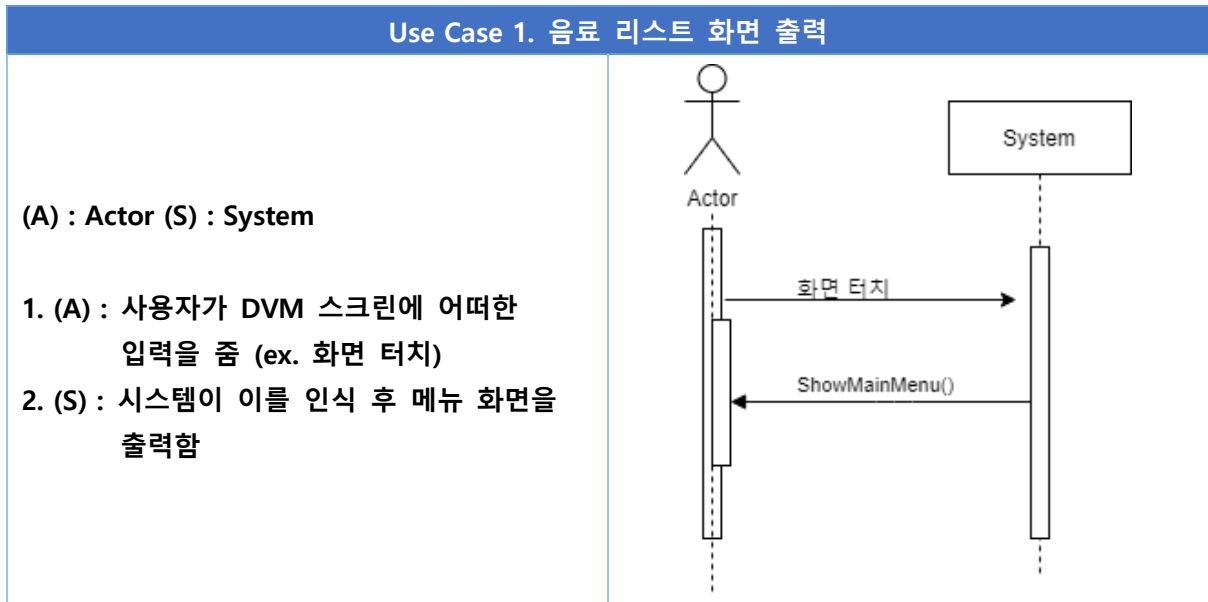 Use Case 1. 음료 리스트 화면 출력
(A) : Actor (S) : System
1. (A) : 사용자가 DVM 스크린에 어떠한
입력을 줌 (ex. 화면 터치)
2. (S) : 시스템이 이를 인식 후 메뉴 화면을
출력함
System
Actor
화면 터치
ShowMainMenu()